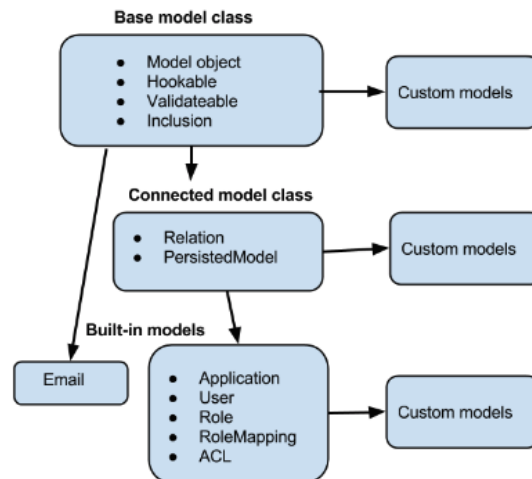 Base model class
● Model object
● Hookable
● Validateable
● Inclusion
Custom models
Connected model class
● Relation
● PersistedModel
Custom models
Built-in models
Email
● Application
● User
● Role
● RoleMapping
● ACL
Custom models